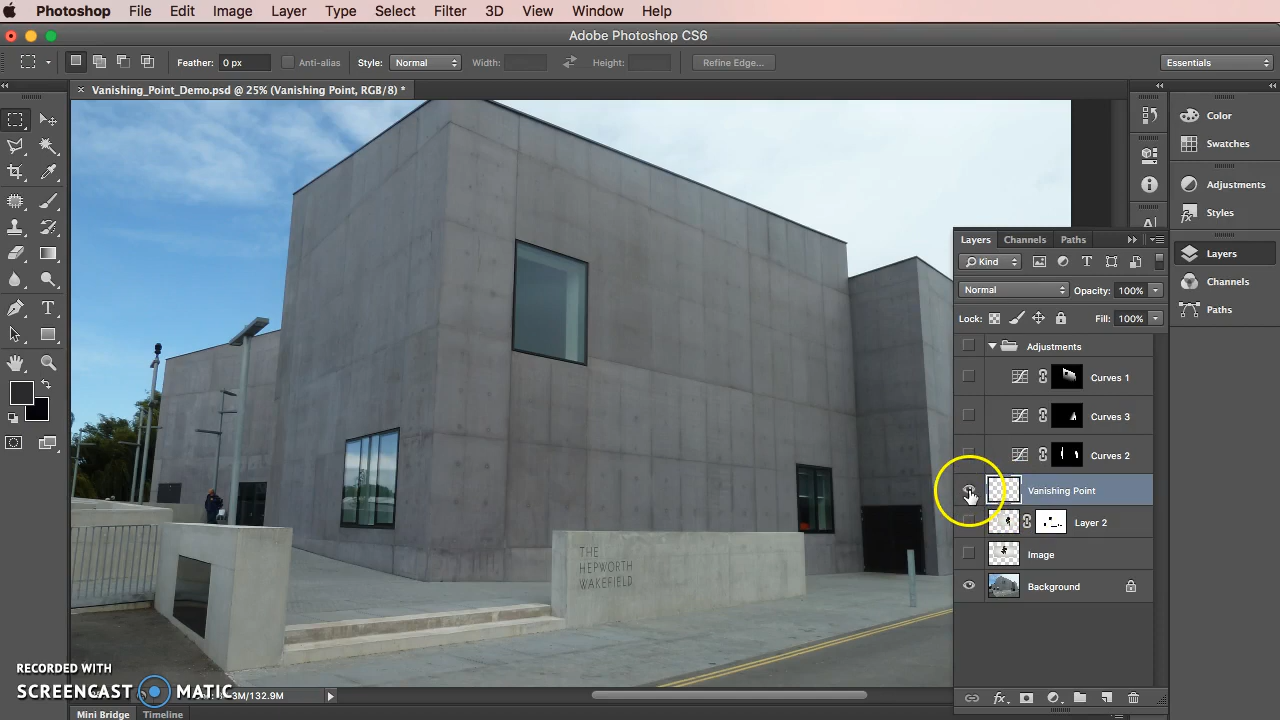 Photoshop File Edit Image Layer Type Select Filter 3D View Window Help
Adobe Photoshop CS6
Feather: 0 px Anti-alias Style: Normal Width: Height: Refine Edge... Essentials
× Vanishing_Point_Demo.psd @ 25% (Vanishing Point, RGB/8) *
Color
Swatches
Adjustments
Styles
Layers
Channels
Paths
Layers Channels Paths
Kind
Normal Opacity: 100%
Lock: Fill: 100%
Adjustments
Curves 1
Curves 3
Curves 2
Vanishing Point
Layer 2
Image
Background
THE
HEPWORTH
WAKEFIELD
RECORDED WITH
SCREENCAST MATIC
3M/132.9M
Mini Bridge Timeline